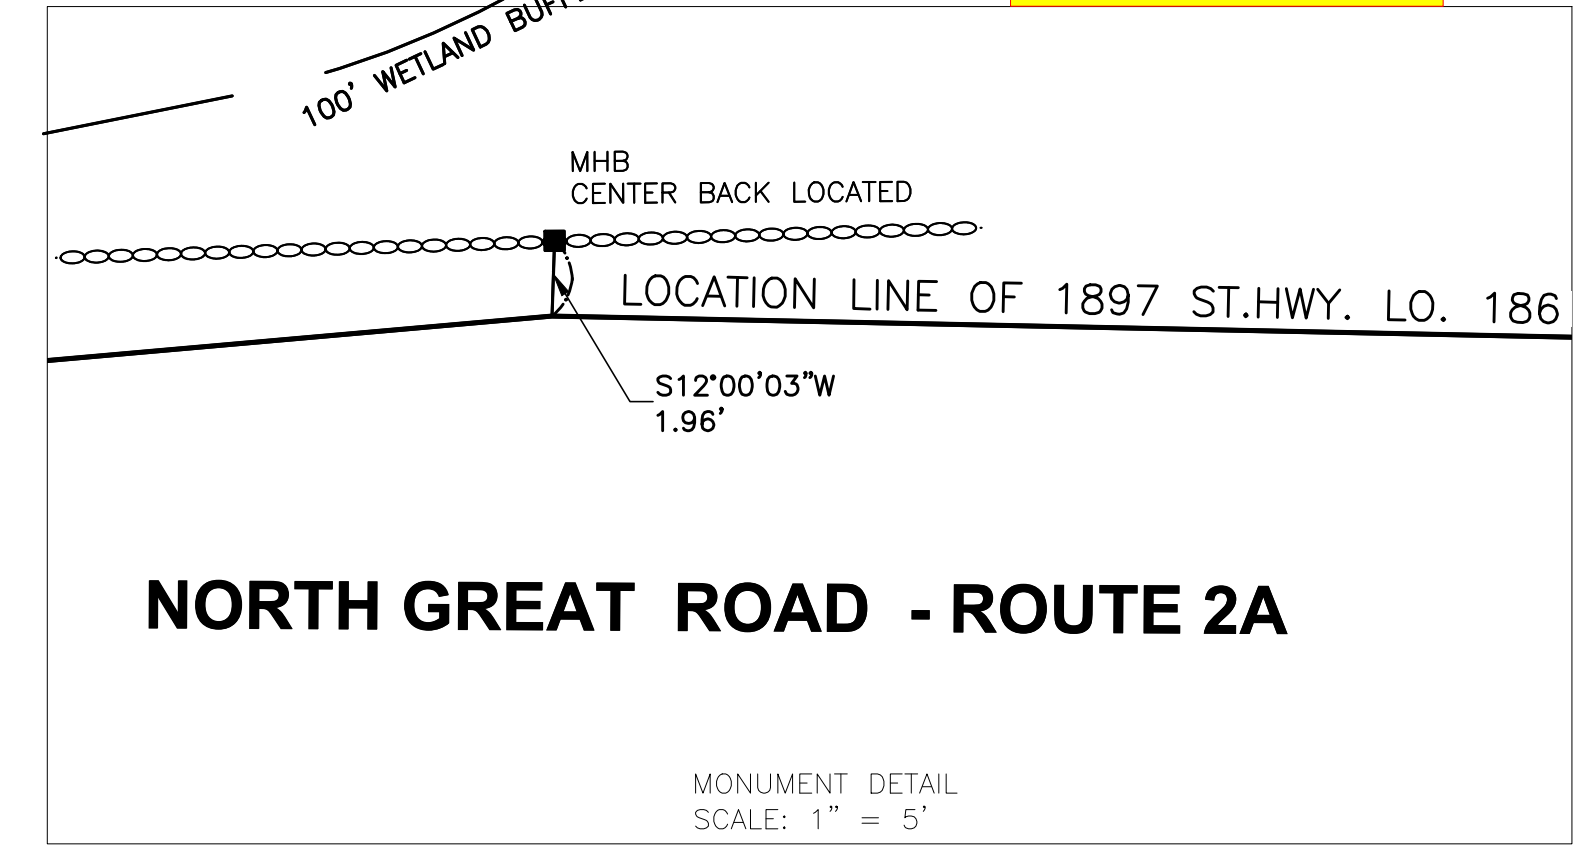 100' WETLAND
MHB
CENTER BACK LOCATED
LOCATION LINE OF 1897 ST.HWY. LO. 186
S12°00'03"W
1.96'
NORTH GREAT ROAD - ROUTE 2A
MONUMENT DETAIL
SCALE: 1" = 5'